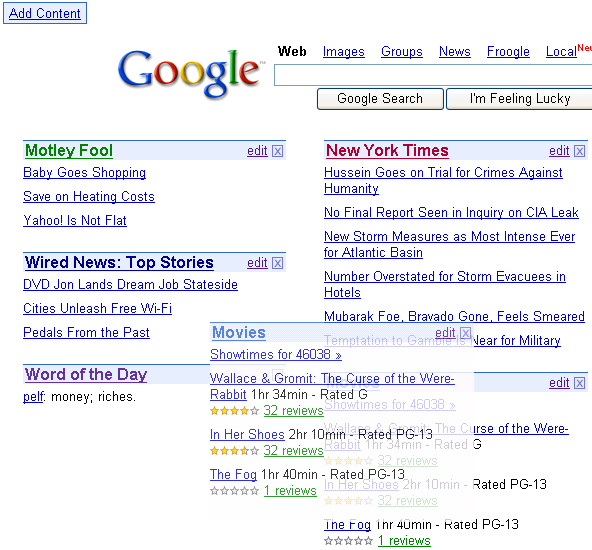 Add Content
Web Images Groups News Froogle Local New
Google™
Google Search I'm Feeling Lucky
Motley Fool edit X
Baby Goes Shopping
Save on Heating Costs
Yahoo! Is Not Flat
Wired News: Top Stories edit X
DVD Jon Lands Dream Job Stateside
Cities Unleash Free Wi-Fi
Pedals From the Past
Word of the Day
pelf: money; riches.
New York Times edit X
Hussein Goes on Trial for Crimes Against
Humanity
No Final Report Seen in Inquiry on CIA Leak
New Storm Measures as Most Intense Ever
for Atlantic Basin
Number Overstated for Storm Evacuees in
Hotels
Mubarak Foe, Bravado Gone, Feels Smeared
Temptation to Gamble Is Near for Military
Movies edit X
Showtimes for 46038 »
Wallace & Gromit: The Curse of the Were-
Rabbit 1hr 34min - Rated G
32 reviews
In Her Shoes 2hr 10min - Rated PG-13
32 reviews
The Fog 1hr 40min - Rated PG-13
1 reviews
edit X
Showtimes for 46038 »
Wallace & Gromit: The Curse of the Were-
Rabbit 1hr 34min - Rated G
32 reviews
In Her Shoes 2hr 10min - Rated PG-13
32 reviews
The Fog 1hr 40min - Rated PG-13
1 reviews